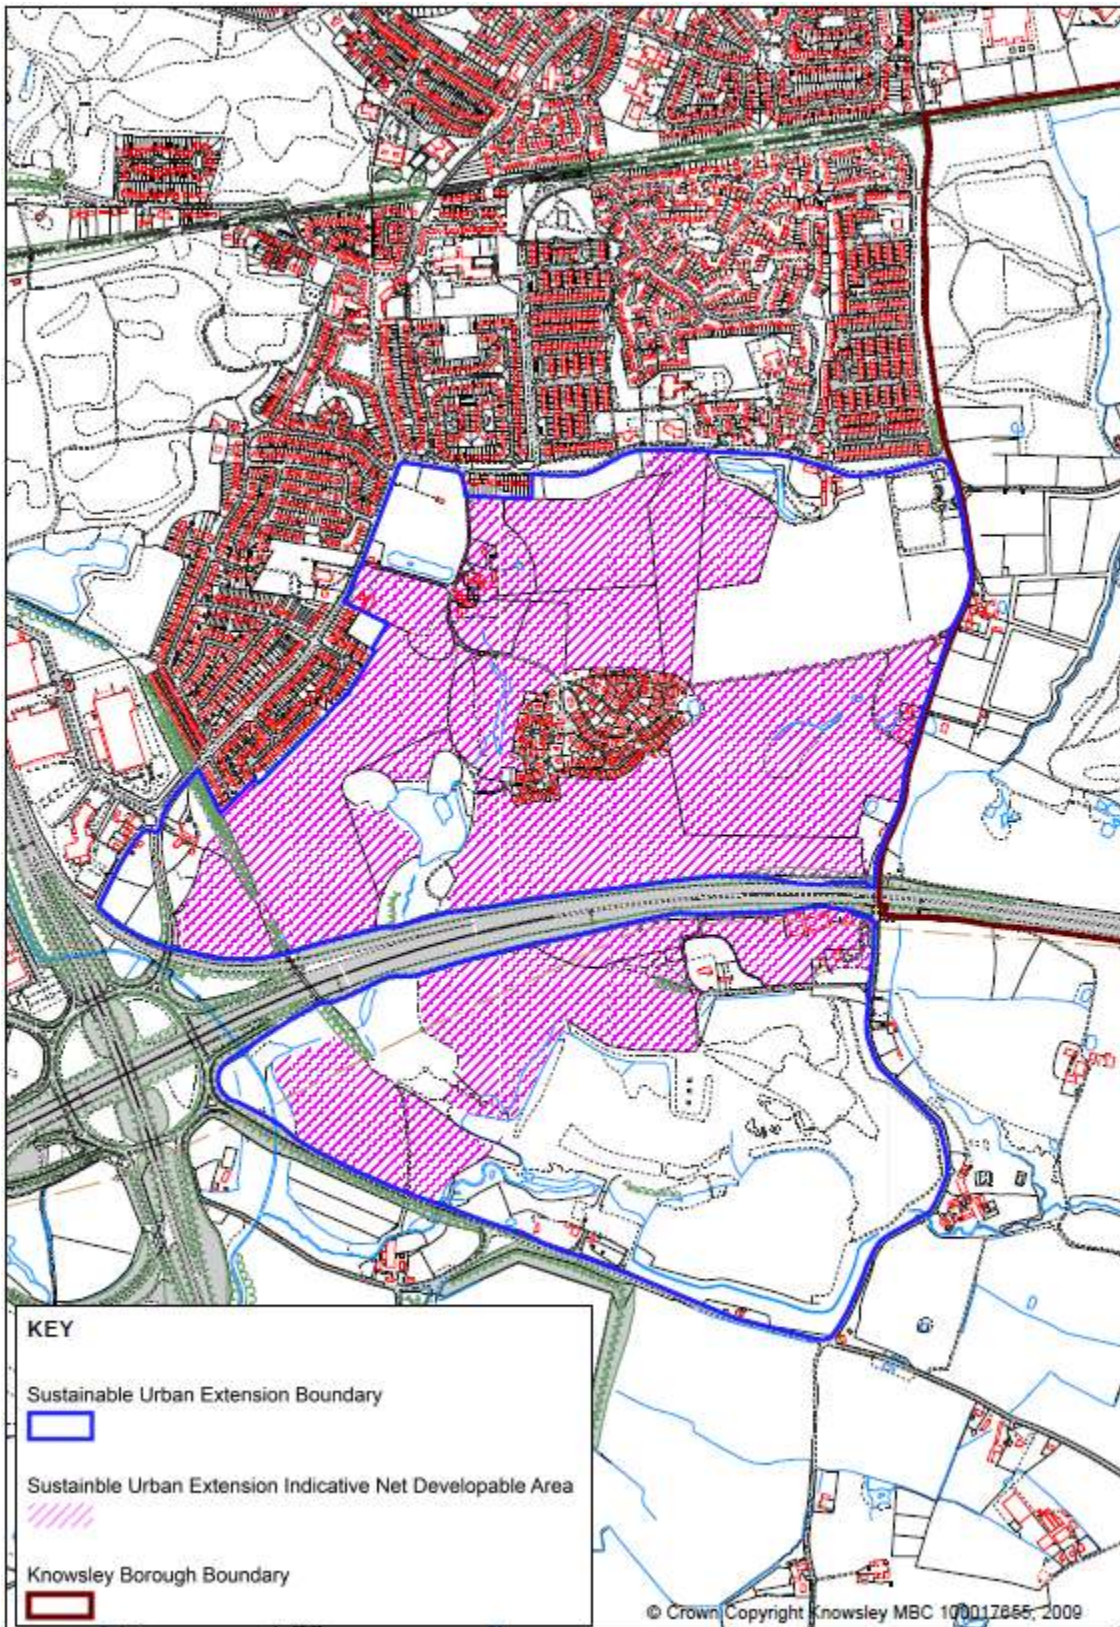 KEY
Sustainable Urban Extension Boundary
Sustainble Urban Extension Indicative Net Developable Area
Knowsley Borough Boundary
© Crown Copyright Knowsley MBC 100017655, 2009